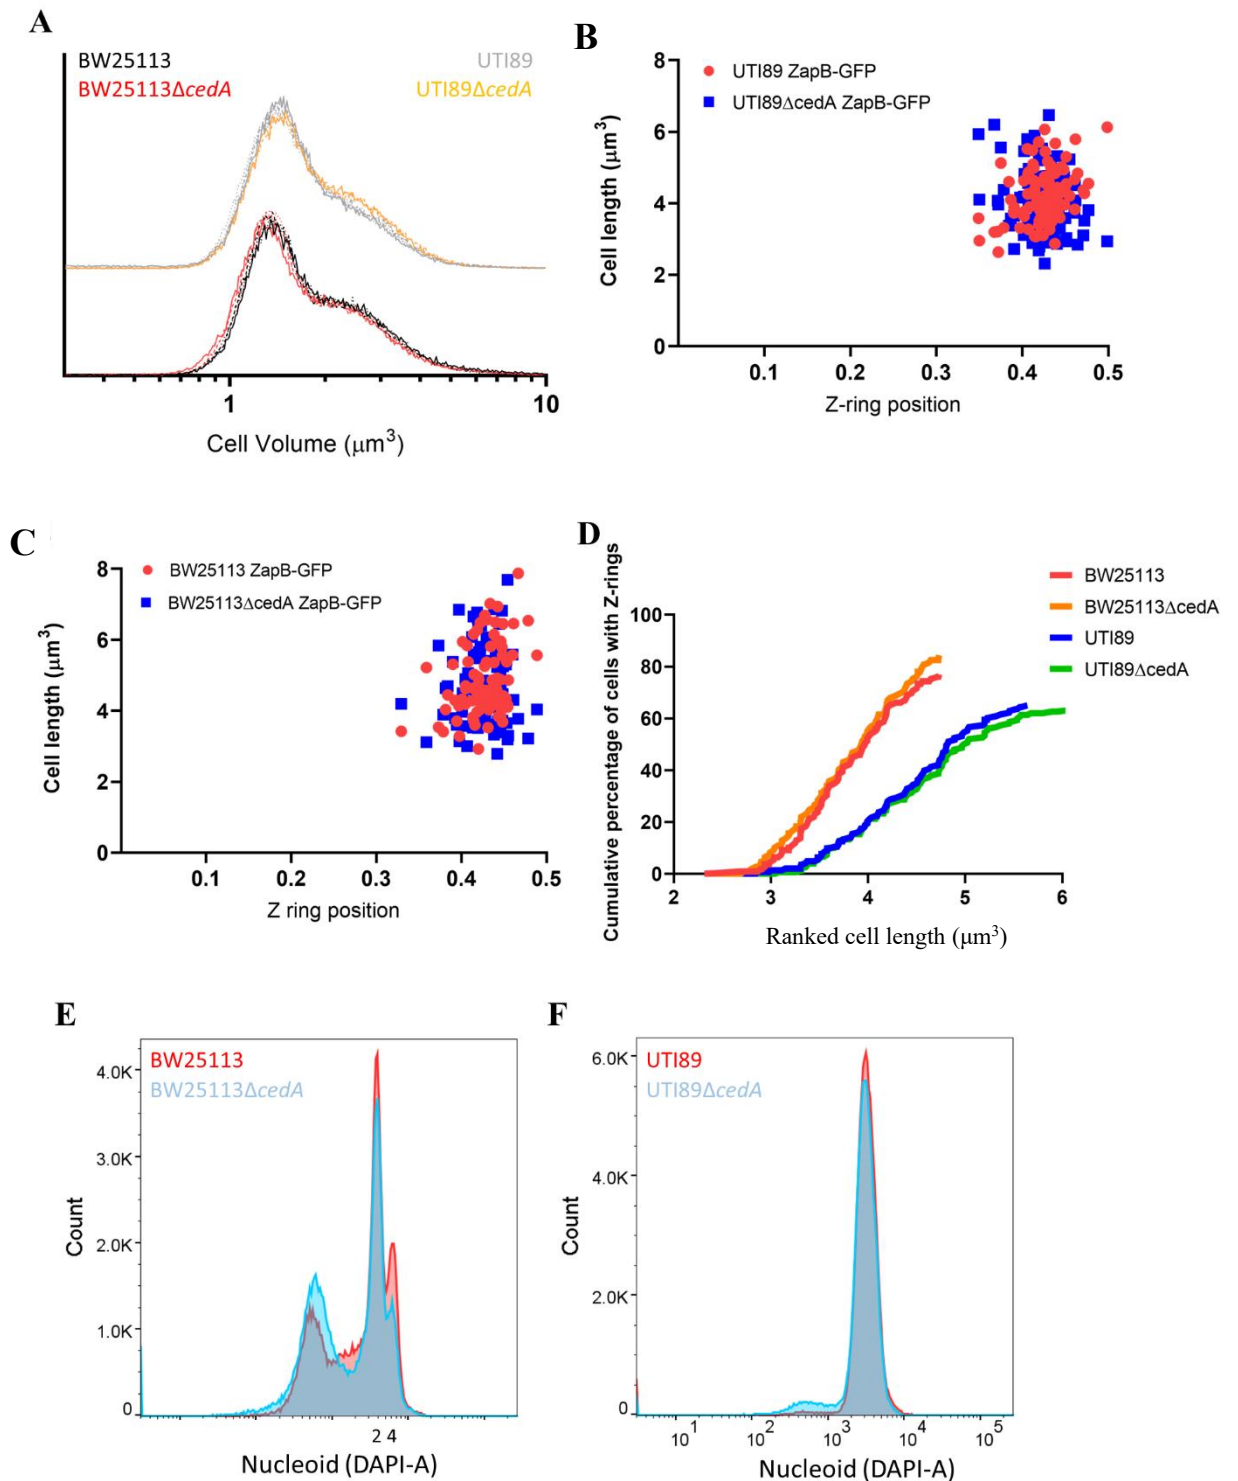 A
BW25113
BW25113ΔcedA
UTI89
UTI89ΔcedA
1
10
Cell Volume (μm³)
B
UTI89 ZapB-GFP
UTI89ΔcedA ZapB-GFP
Cell length (μm³)
8
6
4
2
0
0.1 0.2 0.3 0.4 0.5
Z-ring position
C
BW25113 ZapB-GFP
BW25113ΔcedA ZapB-GFP
Cell length (μm³)
8
6
4
2
0
0.1 0.2 0.3 0.4 0.5
Z ring position
D
Cumulative percentage of cells with Z-rings
100
80
60
40
20
0
2 3 4 5 6
Ranked cell length (μm³)
BW25113
BW25113ΔcedA
UTI89
UTI89ΔcedA
E
BW25113
BW25113ΔcedA
Count
4.0K
3.0K
2.0K
1.0K
0
2 4
Nucleoid (DAPI-A)
F
UTI89
UTI89ΔcedA
Count
6.0K
4.0K
2.0K
0
10¹ 10² 10³ 10⁴ 10⁵
Nucleoid (DAPI-A)